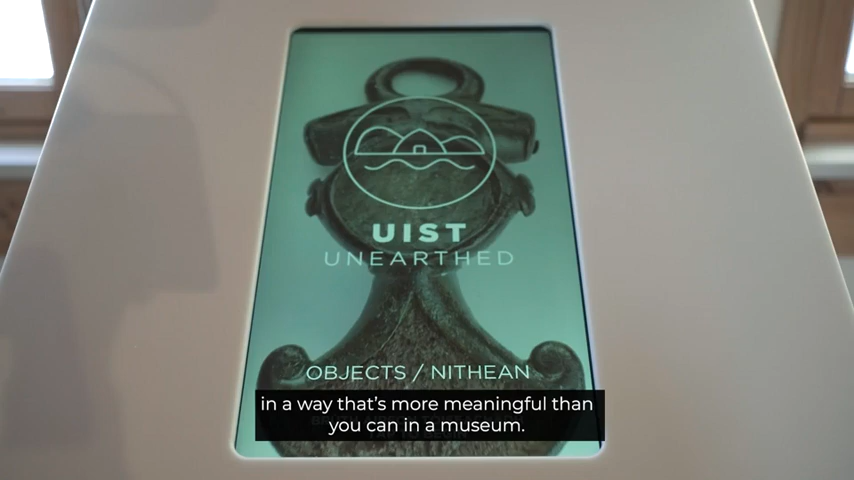 UIST
UNEARTHED
OBJECTS / NITHEAN
in a way that's more meaningful than
you can in a museum.